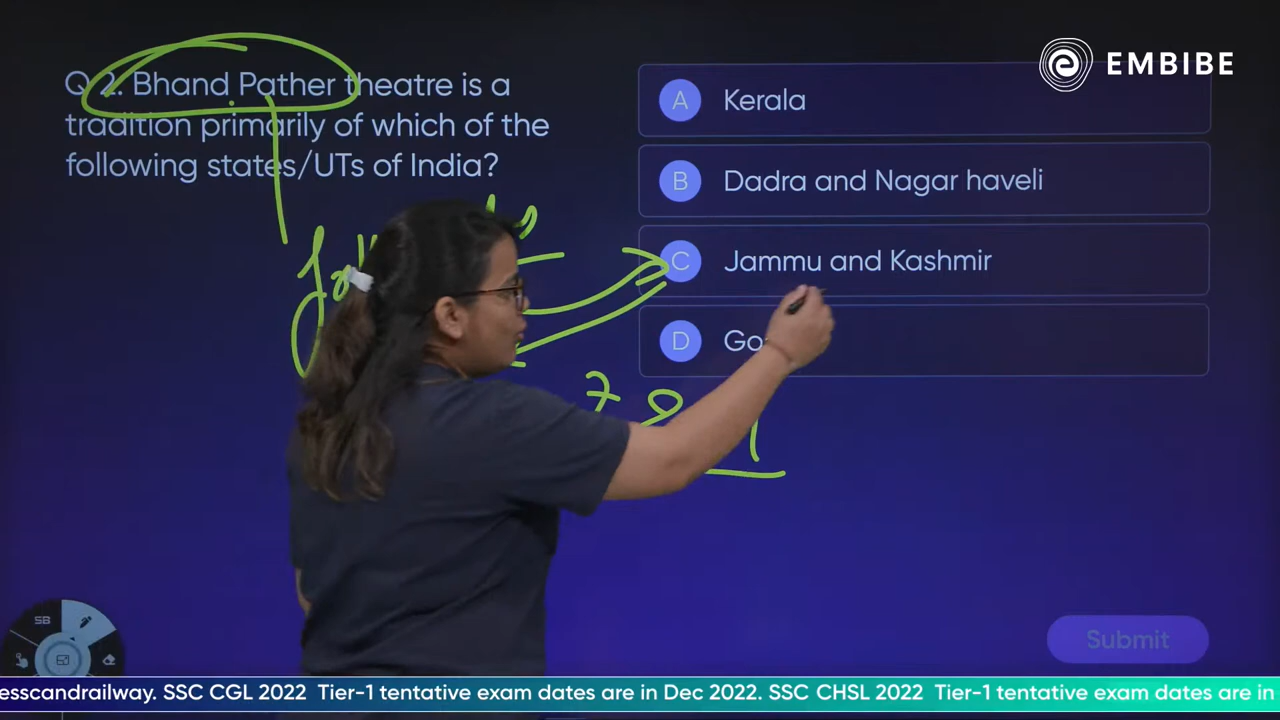 EMBIBE
Q 2. Bhand Pather theatre is a
tradition primarily of which of the
following states/UTs of India?
A Kerala
B Dadra and Nagar haveli
C Jammu and Kashmir
D
Submit
SB
esscandrailway. SSC CGL 2022 Tier-1 tentative exam dates are in Dec 2022. SSC CHSL 2022 Tier-1 tentative exam dates are in